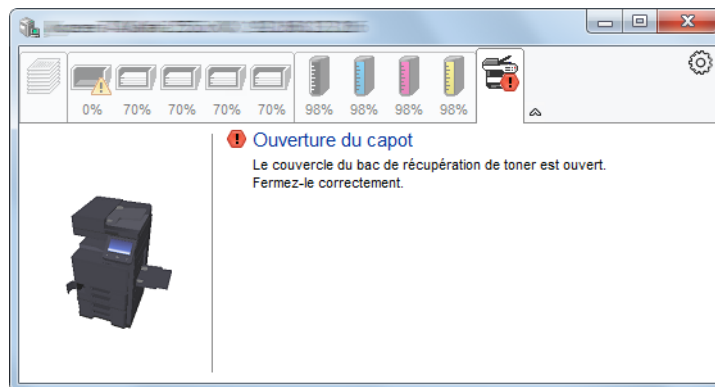 0% 70% 70% 70% 70% 98% 98% 98% 98%
Ouverture du capot
Le couvercle du bac de récupération de toner est ouvert.
Fermez-le correctement.